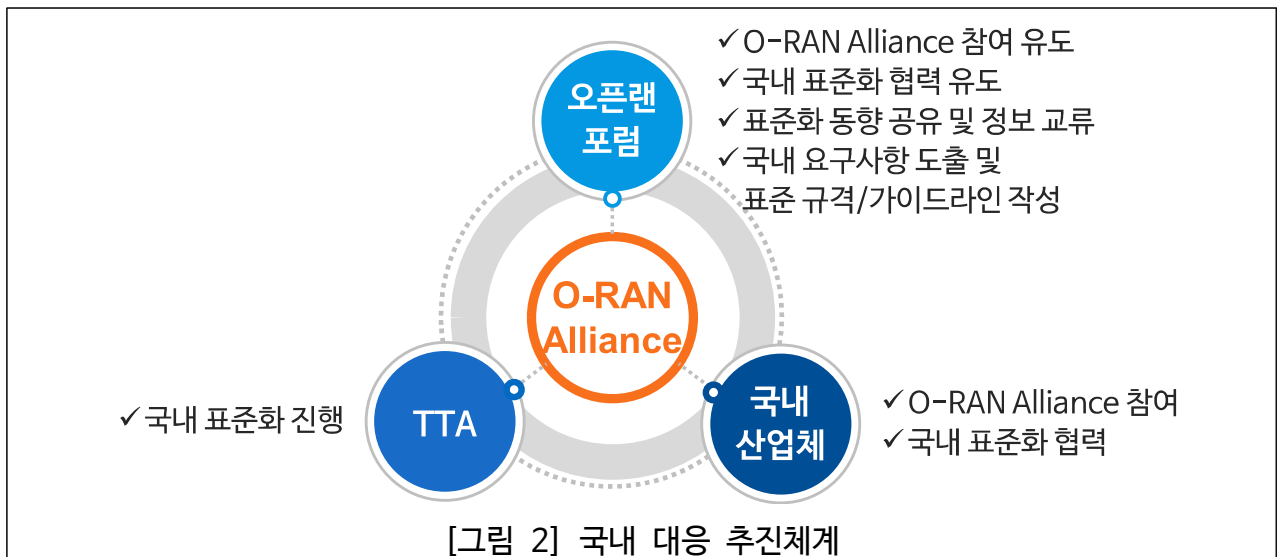 ✓ O-RAN Alliance 참여 유도
✓ 국내 표준화 협력 유도
✓ 표준화 동향 공유 및 정보 교류
✓ 국내 요구사항 도출 및
표준 규격/가이드라인 작성
오픈랜
포럼
O-RAN
Alliance
✓ 국내 표준화 진행
TTA
국내
산업체
✓ O-RAN Alliance 참여
✓ 국내 표준화 협력
[그림 2] 국내 대응 추진체계